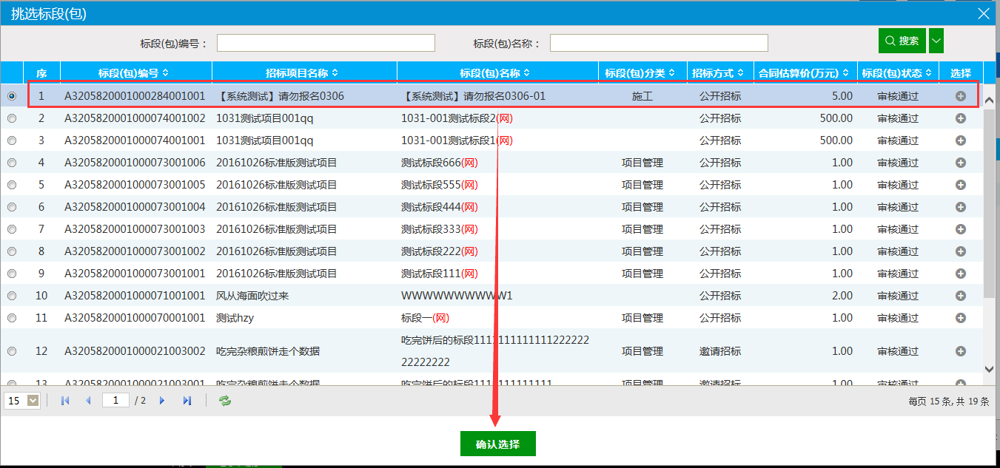 挑选标段(包)
标段(包)编号： 标段(包)名称： 搜索
序 标段(包)编号 招标项目名称 标段(包)名称 标段(包)分类 招标方式 合同估算价(万元) 标段(包)状态 选择
1 A3205820001000284001001 【系统测试】请勿报名0306 【系统测试】请勿报名0306-01 施工 公开招标 5.00 审核通过
2 A3205820001000074001002 1031测试项目001qq 1031-001测试标段2(网) 公开招标 500.00 审核通过
3 A3205820001000074001001 1031测试项目001qq 1031-001测试标段1(网) 公开招标 500.00 审核通过
4 A3205820001000073001006 20161026标准版测试项目 测试标段666(网) 项目管理 公开招标 1.00 审核通过
5 A3205820001000073001005 20161026标准版测试项目 测试标段555(网) 项目管理 公开招标 1.00 审核通过
6 A3205820001000073001004 20161026标准版测试项目 测试标段444(网) 项目管理 公开招标 1.00 审核通过
7 A3205820001000073001003 20161026标准版测试项目 测试标段333(网) 项目管理 公开招标 1.00 审核通过
8 A3205820001000073001002 20161026标准版测试项目 测试标段222(网) 项目管理 公开招标 1.00 审核通过
9 A3205820001000073001001 20161026标准版测试项目 测试标段111(网) 项目管理 公开招标 1.00 审核通过
10 A3205820001000071001001 风从海面吹过来 WWWWWWWWWW1 公开招标 2.00 审核通过
11 A3205820001000070001001 测试hzy 标段一(网) 项目管理 公开招标 1.00 审核通过
12 A3205820001000021003002 吃完杂粮煎饼走个数据 吃完饼后的标段1111111111111222222 项目管理 邀请招标 1.00 审核通过
22222222
13 A3205820001000021003001 吃完杂粮煎饼走个数据 吃完饼后的标段1111111111111 项目管理 邀请招标 1.00 审核通过
15 1 / 2 每页 15 条, 共 19 条
确认选择